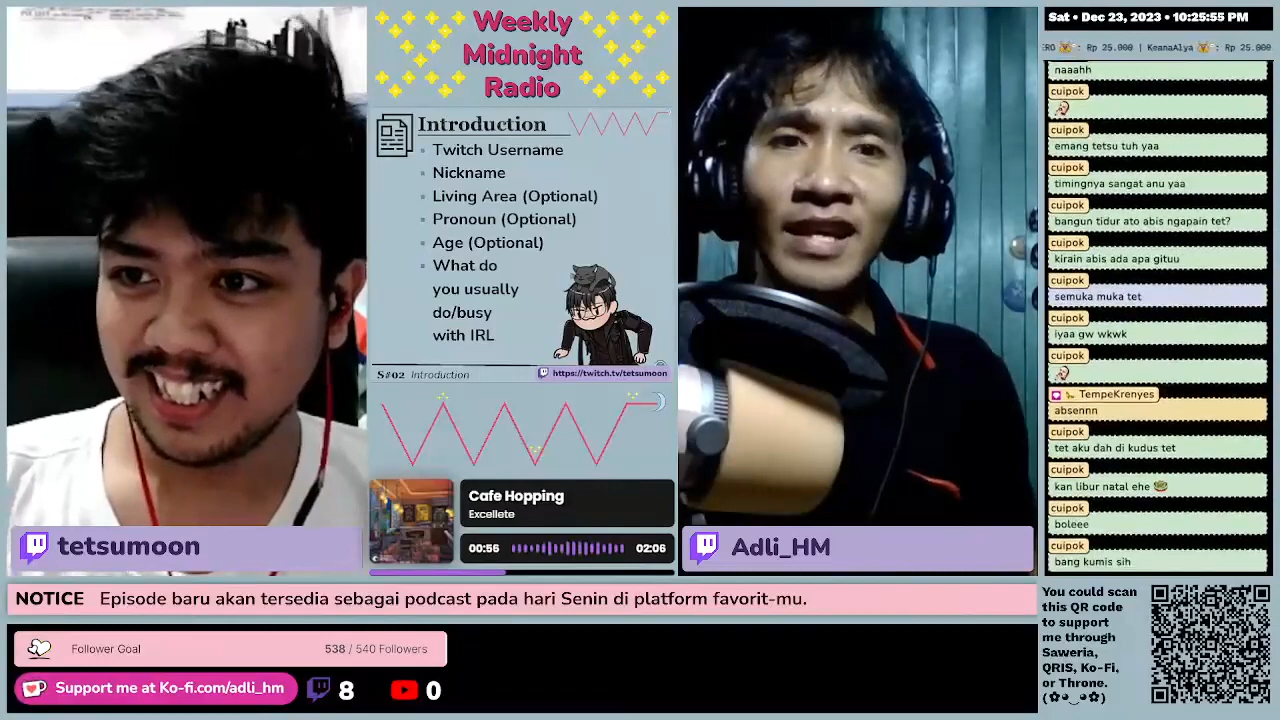 Weekly
Midnight
Radio
Introduction
Twitch Username
Nickname
Living Area (Optional)
Pronoun (Optional)
Age (Optional)
What do
you usually
do/busy
with IRL
S#02 Introduction
https://twitch.tv/tetsumoon
Cafe Hopping
Excellete
00:56
02:06
tetsumoon
Adli_HM
Sat • Dec 23, 2023 • 10:25:55 PM
ERO 🐯: Rp 25.000 | KeanaAlya 🐯: Rp 25.000
naaahh
cuipok
cuipok
emang tetsu tuh yaa
cuipok
timingnya sangat anu yaa
cuipok
bangun tidur ato abis ngapain tet?
cuipok
kirain abis ada apa gituu
cuipok
semuka muka tet
cuipok
iyaa gw wkwk
cuipok
TempeKrenyes
absennn
cuipok
tet aku dah di kudus tet
cuipok
kan libur natal ehe
cuipok
boleee
cuipok
bang kumis sih
NOTICE Episode baru akan tersedia sebagai podcast pada hari Senin di platform favorit-mu.
Follower Goal
538 / 540 Followers
Support me at Ko-fi.com/adli_hm
8
0
You could scan
this QR code
to support
me through
Saweria,
QRIS, Ko-Fi,
or Throne.
(✿◕‿◕✿)